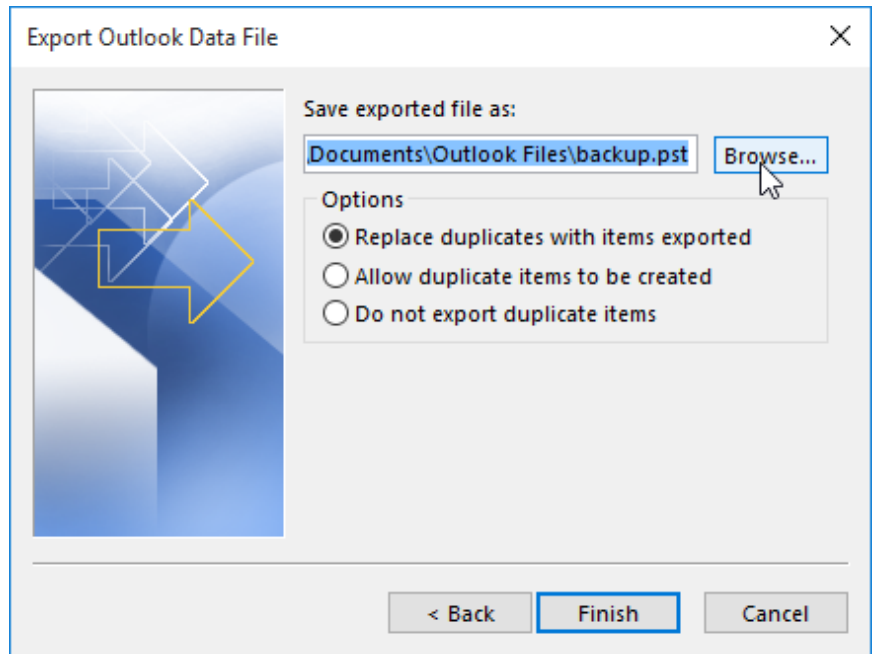 Export Outlook Data File
Save exported file as:
Documents\Outlook Files\backup.pst
Browse...
Options
Replace duplicates with items exported
Allow duplicate items to be created
Do not export duplicate items
< Back
Finish
Cancel